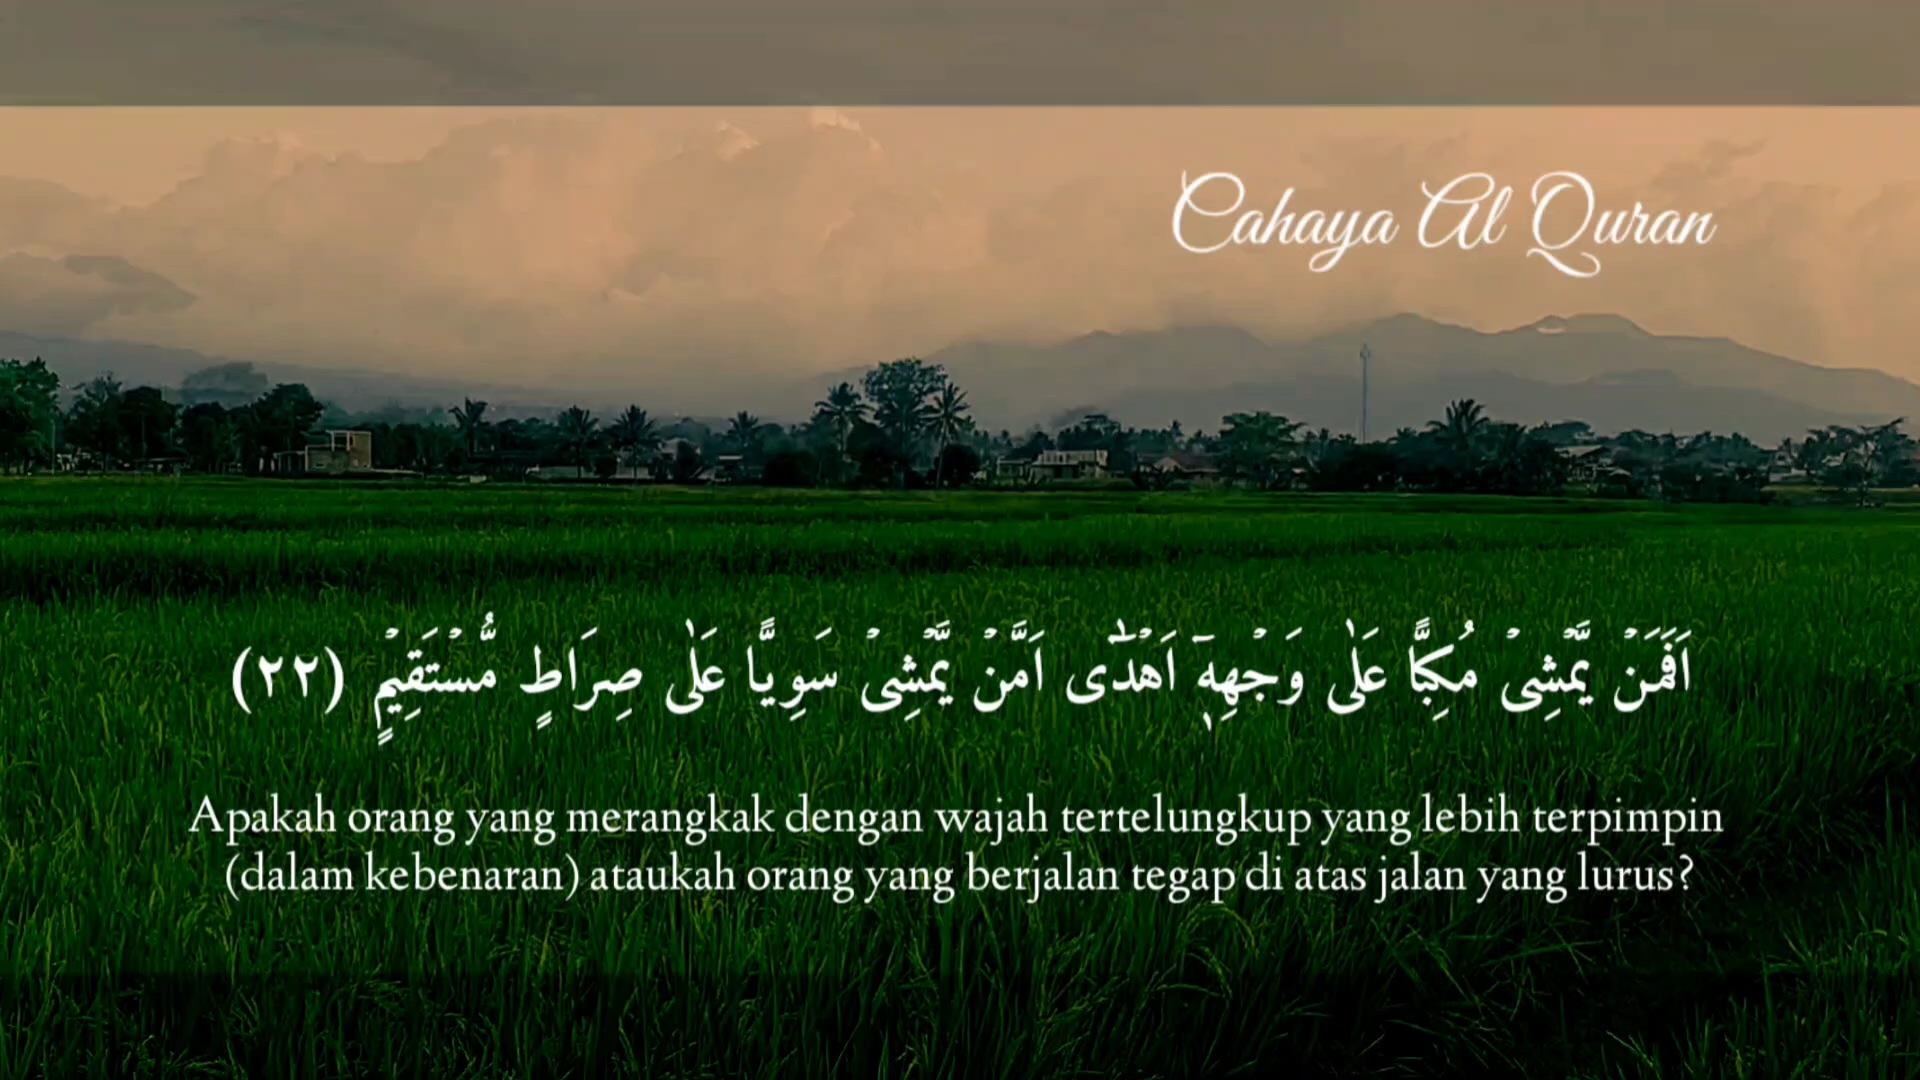 Cahaya Al Quran
اَفَمَنْ يَّمْشِيْ مُكِبًّا عَلٰى وَجْهِهٖٓ اَهْدٰٓى اَمَّنْ يَّمْشِيْ سَوِيًّا عَلٰى صِرَاطٍ مُّسْتَقِيْمٍ (٢٢)
Apakah orang yang merangkak dengan wajah tertelungkup yang lebih terpimpin
(dalam kebenaran) ataukah orang yang berjalan tegap di atas jalan yang lurus?